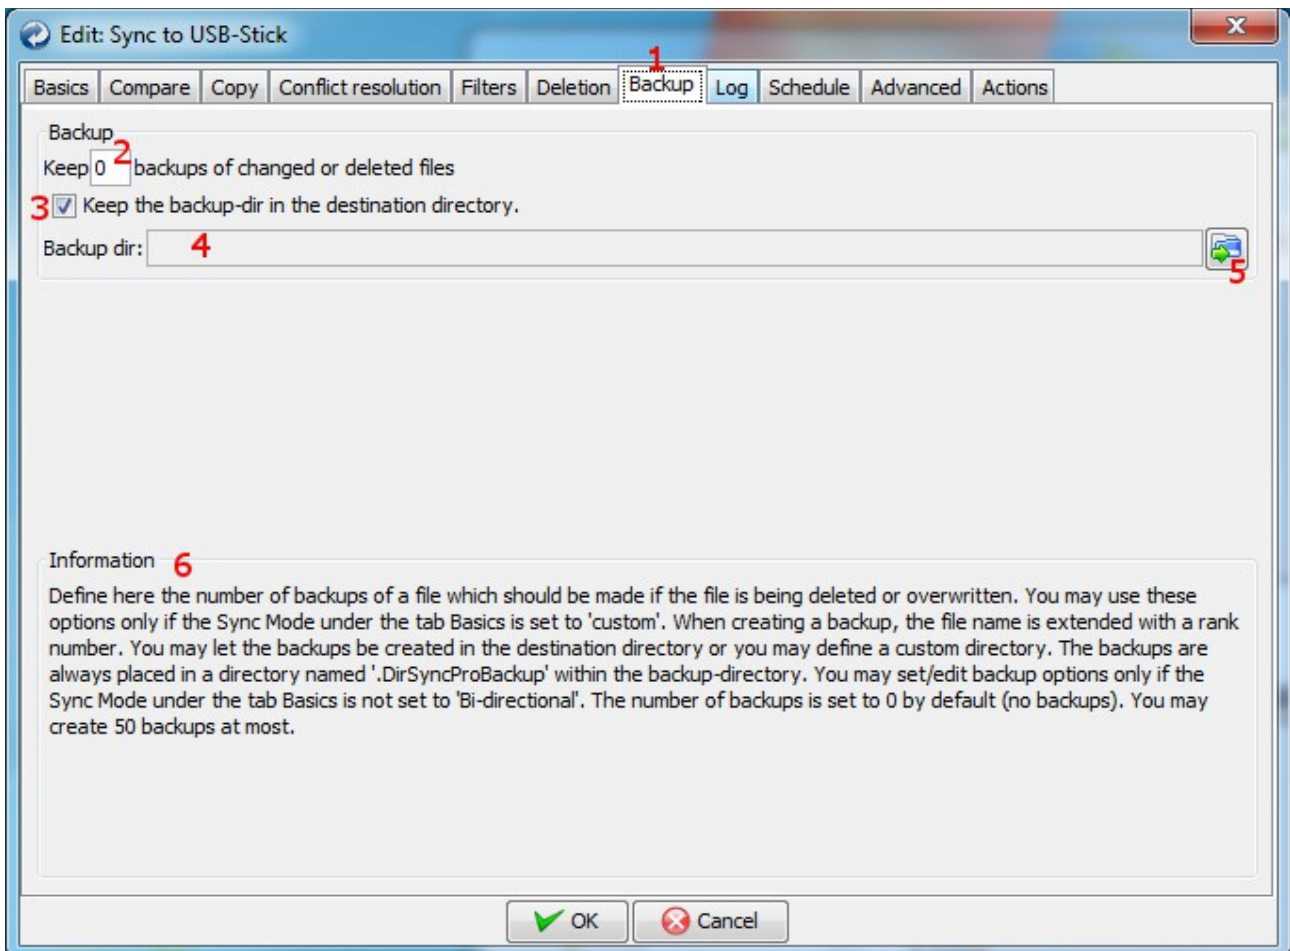 Edit: Sync to USB-Stick
X
1
Basics Compare Copy Conflict resolution Filters Deletion Backup Log Schedule Advanced Actions
Backup
2
Keep 0 backups of changed or deleted files
3 Keep the backup-dir in the destination directory.
Backup dir: 4
5
Information 6
Define here the number of backups of a file which should be made if the file is being deleted or overwritten. You may use these
options only if the Sync Mode under the tab Basics is set to 'custom'. When creating a backup, the file name is extended with a rank
number. You may let the backups be created in the destination directory or you may define a custom directory. The backups are
always placed in a directory named '.DirSyncProBackup' within the backup-directory. You may set/edit backup options only if the
Sync Mode under the tab Basics is not set to 'Bi-directional'. The number of backups is set to 0 by default (no backups). You may
create 50 backups at most.
OK Cancel